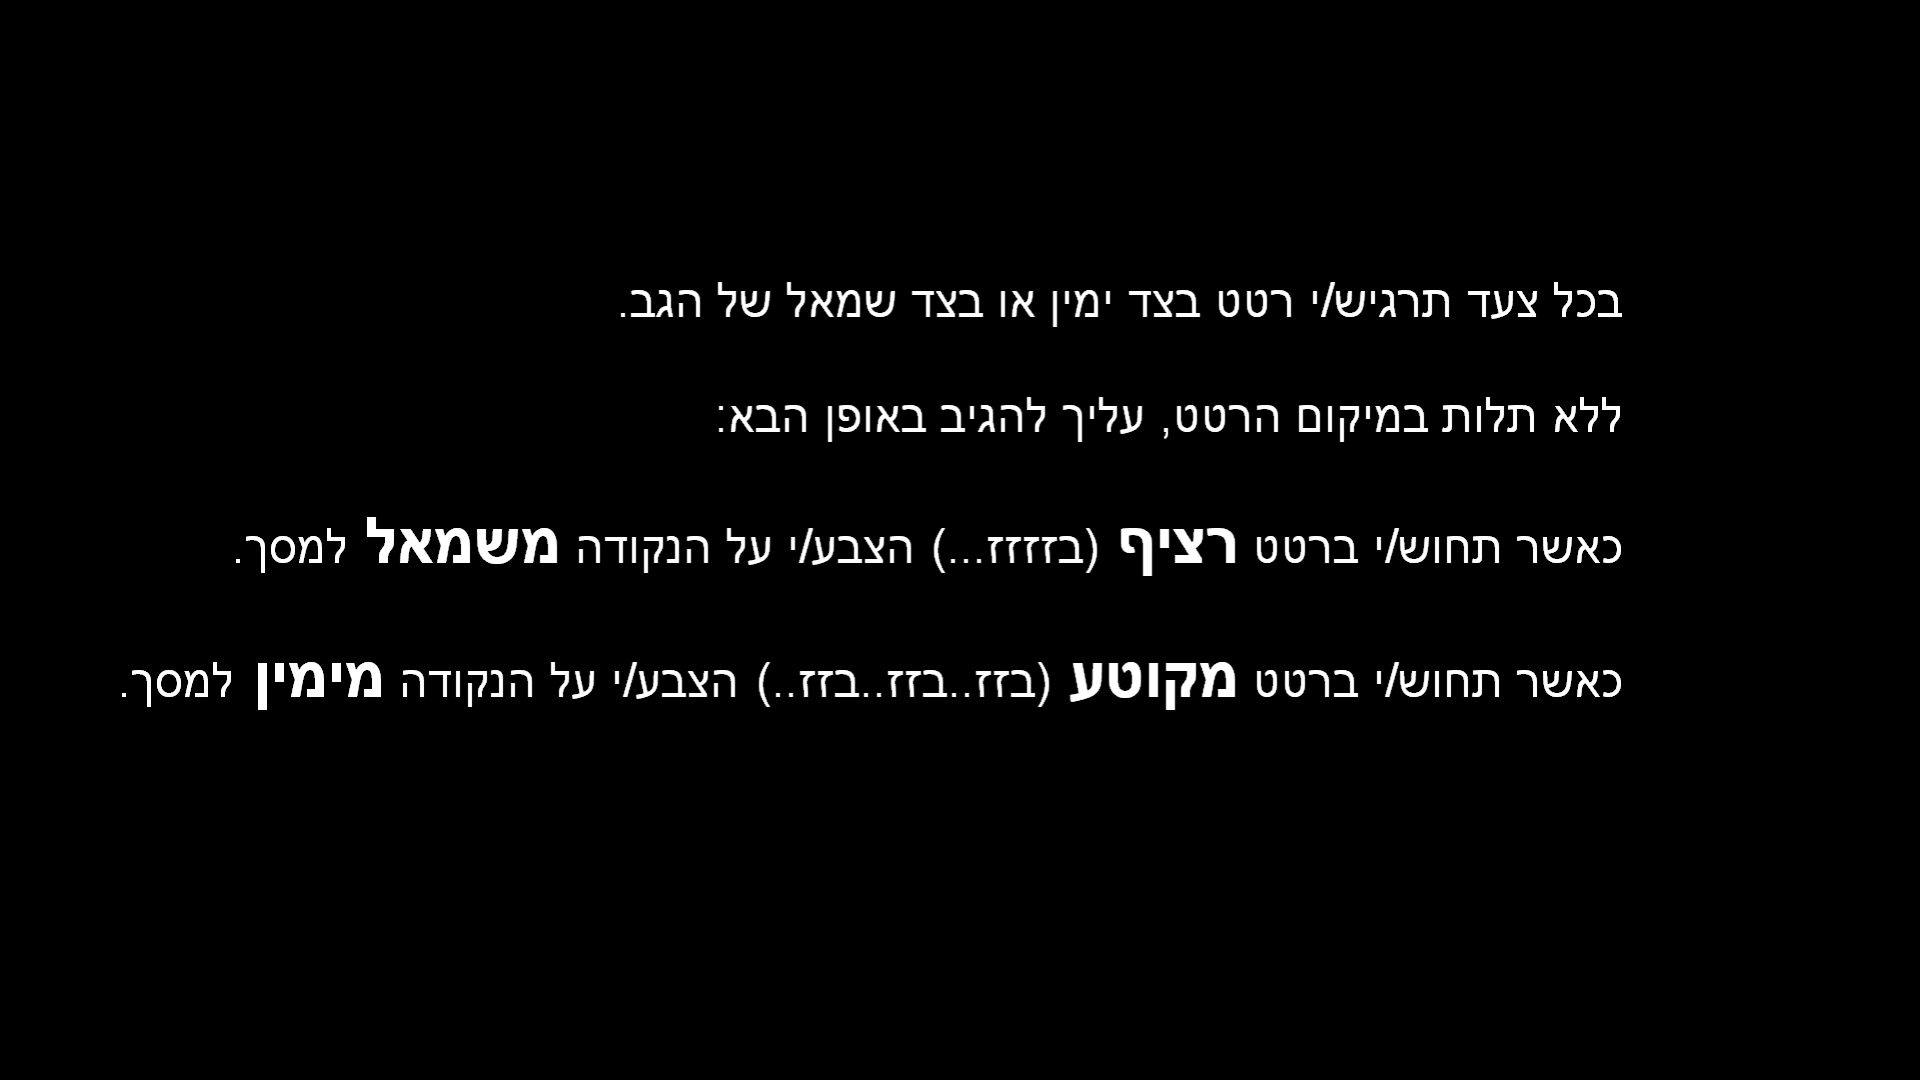 בכל צעד תרגיש/י רטט בצד ימין או בצד שמאל של הגב.
ללא תלות במיקום הרטט, עליך להגיב באופן הבא:
כאשר תחוש/י ברטט רציף (בזזזז...) הצבע/י על הנקודה משמאל למסך.
כאשר תחוש/י ברטט מקוטע (בזז..בזז..בזז..) הצבע/י על הנקודה מימין למסך.